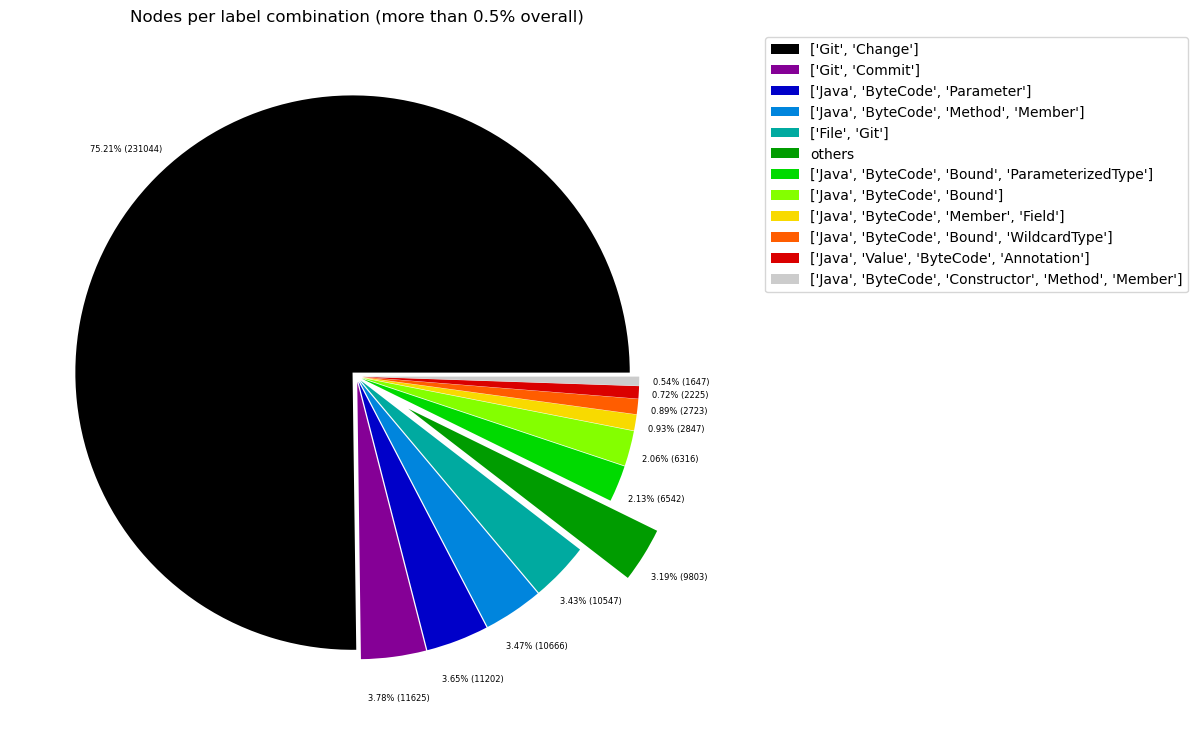 Nodes per label combination (more than 0.5% overall)
['Git', 'Change']
['Git', 'Commit']
['Java', 'ByteCode', 'Parameter']
['Java', 'ByteCode', 'Method', 'Member']
['File', 'Git']
others
['Java', 'ByteCode', 'Bound', 'ParameterizedType']
['Java', 'ByteCode', 'Bound']
['Java', 'ByteCode', 'Member', 'Field']
['Java', 'ByteCode', 'Bound', 'WildcardType']
['Java', 'Value', 'ByteCode', 'Annotation']
['Java', 'ByteCode', 'Constructor', 'Method', 'Member']
75.21% (231044)
0.54% (1647)
0.72% (2225)
0.89% (2723)
0.93% (2847)
2.06% (6316)
2.13% (6542)
3.19% (9803)
3.43% (10547)
3.47% (10666)
3.65% (11202)
3.78% (11625)